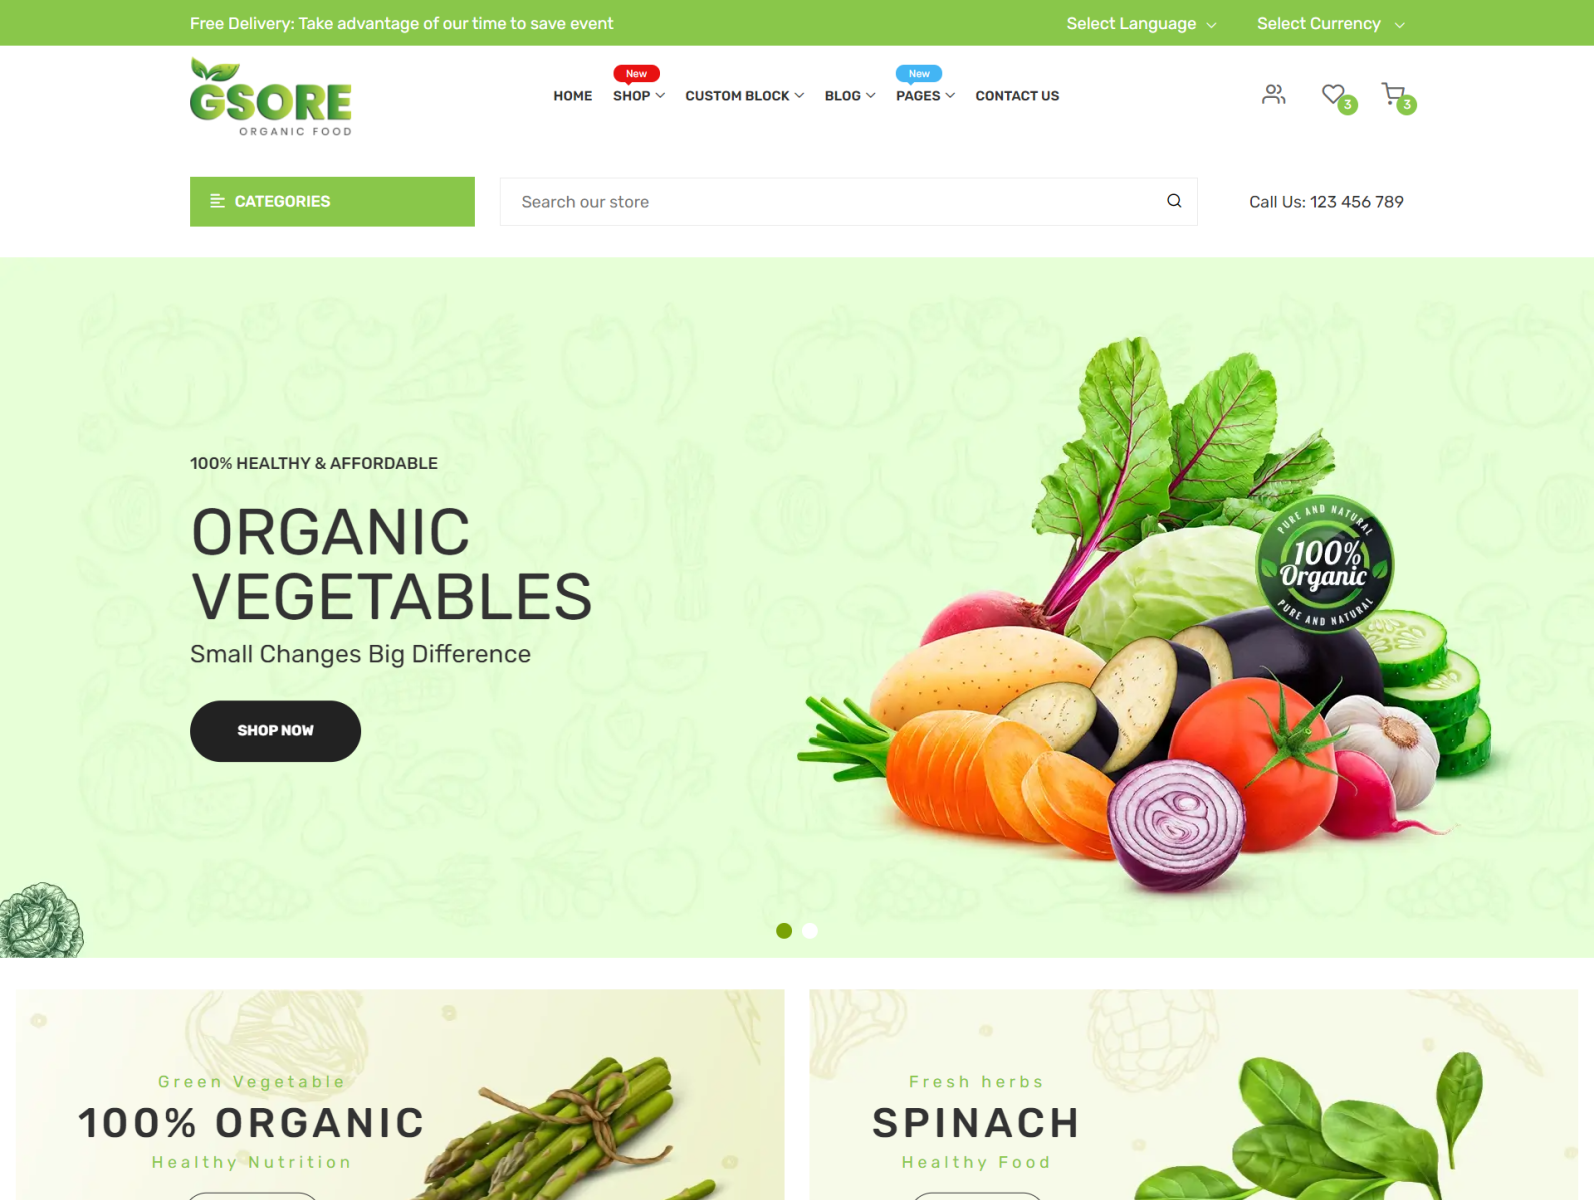 Free Delivery: Take advantage of our time to save event
Select Language
Select Currency
GSORE
ORGANIC FOOD
New
New
HOME
SHOP
CUSTOM BLOCK
BLOG
PAGES
CONTACT US
3
3
CATEGORIES
Search our store
Call Us: 123 456 789
100% HEALTHY & AFFORDABLE
ORGANIC
VEGETABLES
Small Changes Big Difference
SHOP NOW
PURE AND NATURAL
100%
Organic
PURE AND NATURAL
Green Vegetable
100% ORGANIC
Healthy Nutrition
Fresh herbs
SPINACH
Healthy Food